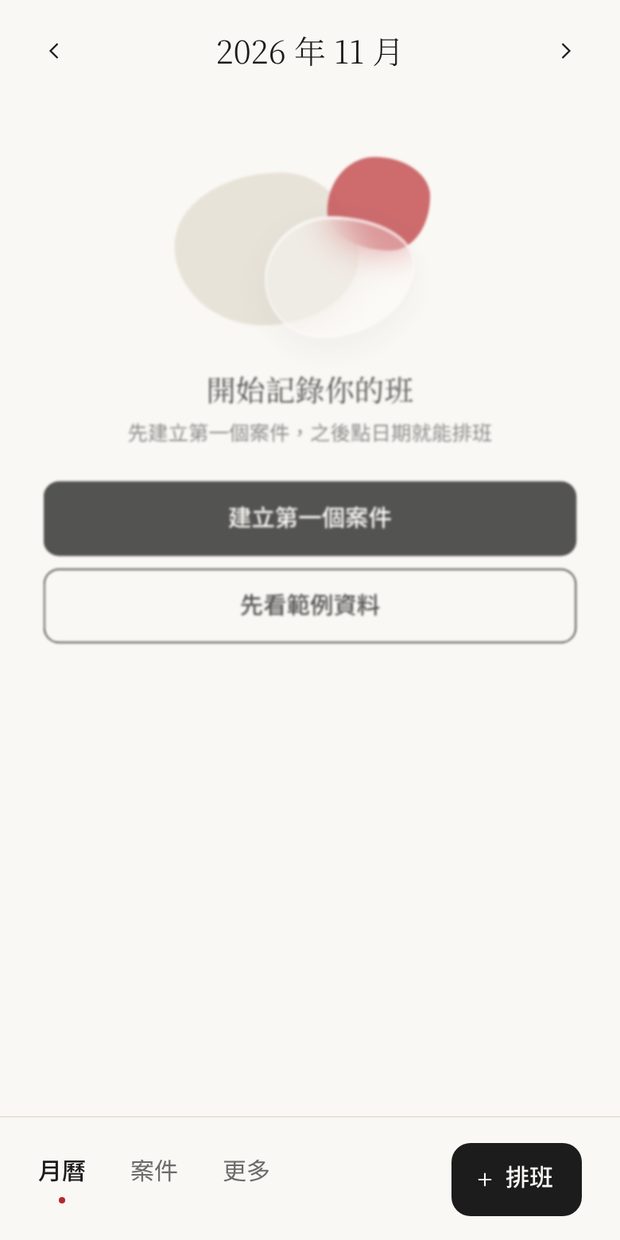 2026 年 11 月
開始記錄你的班
先建立第一個案件，之後點日期就能排班
建立第一個案件
先看範例資料
月曆 案件 更多 + 排班